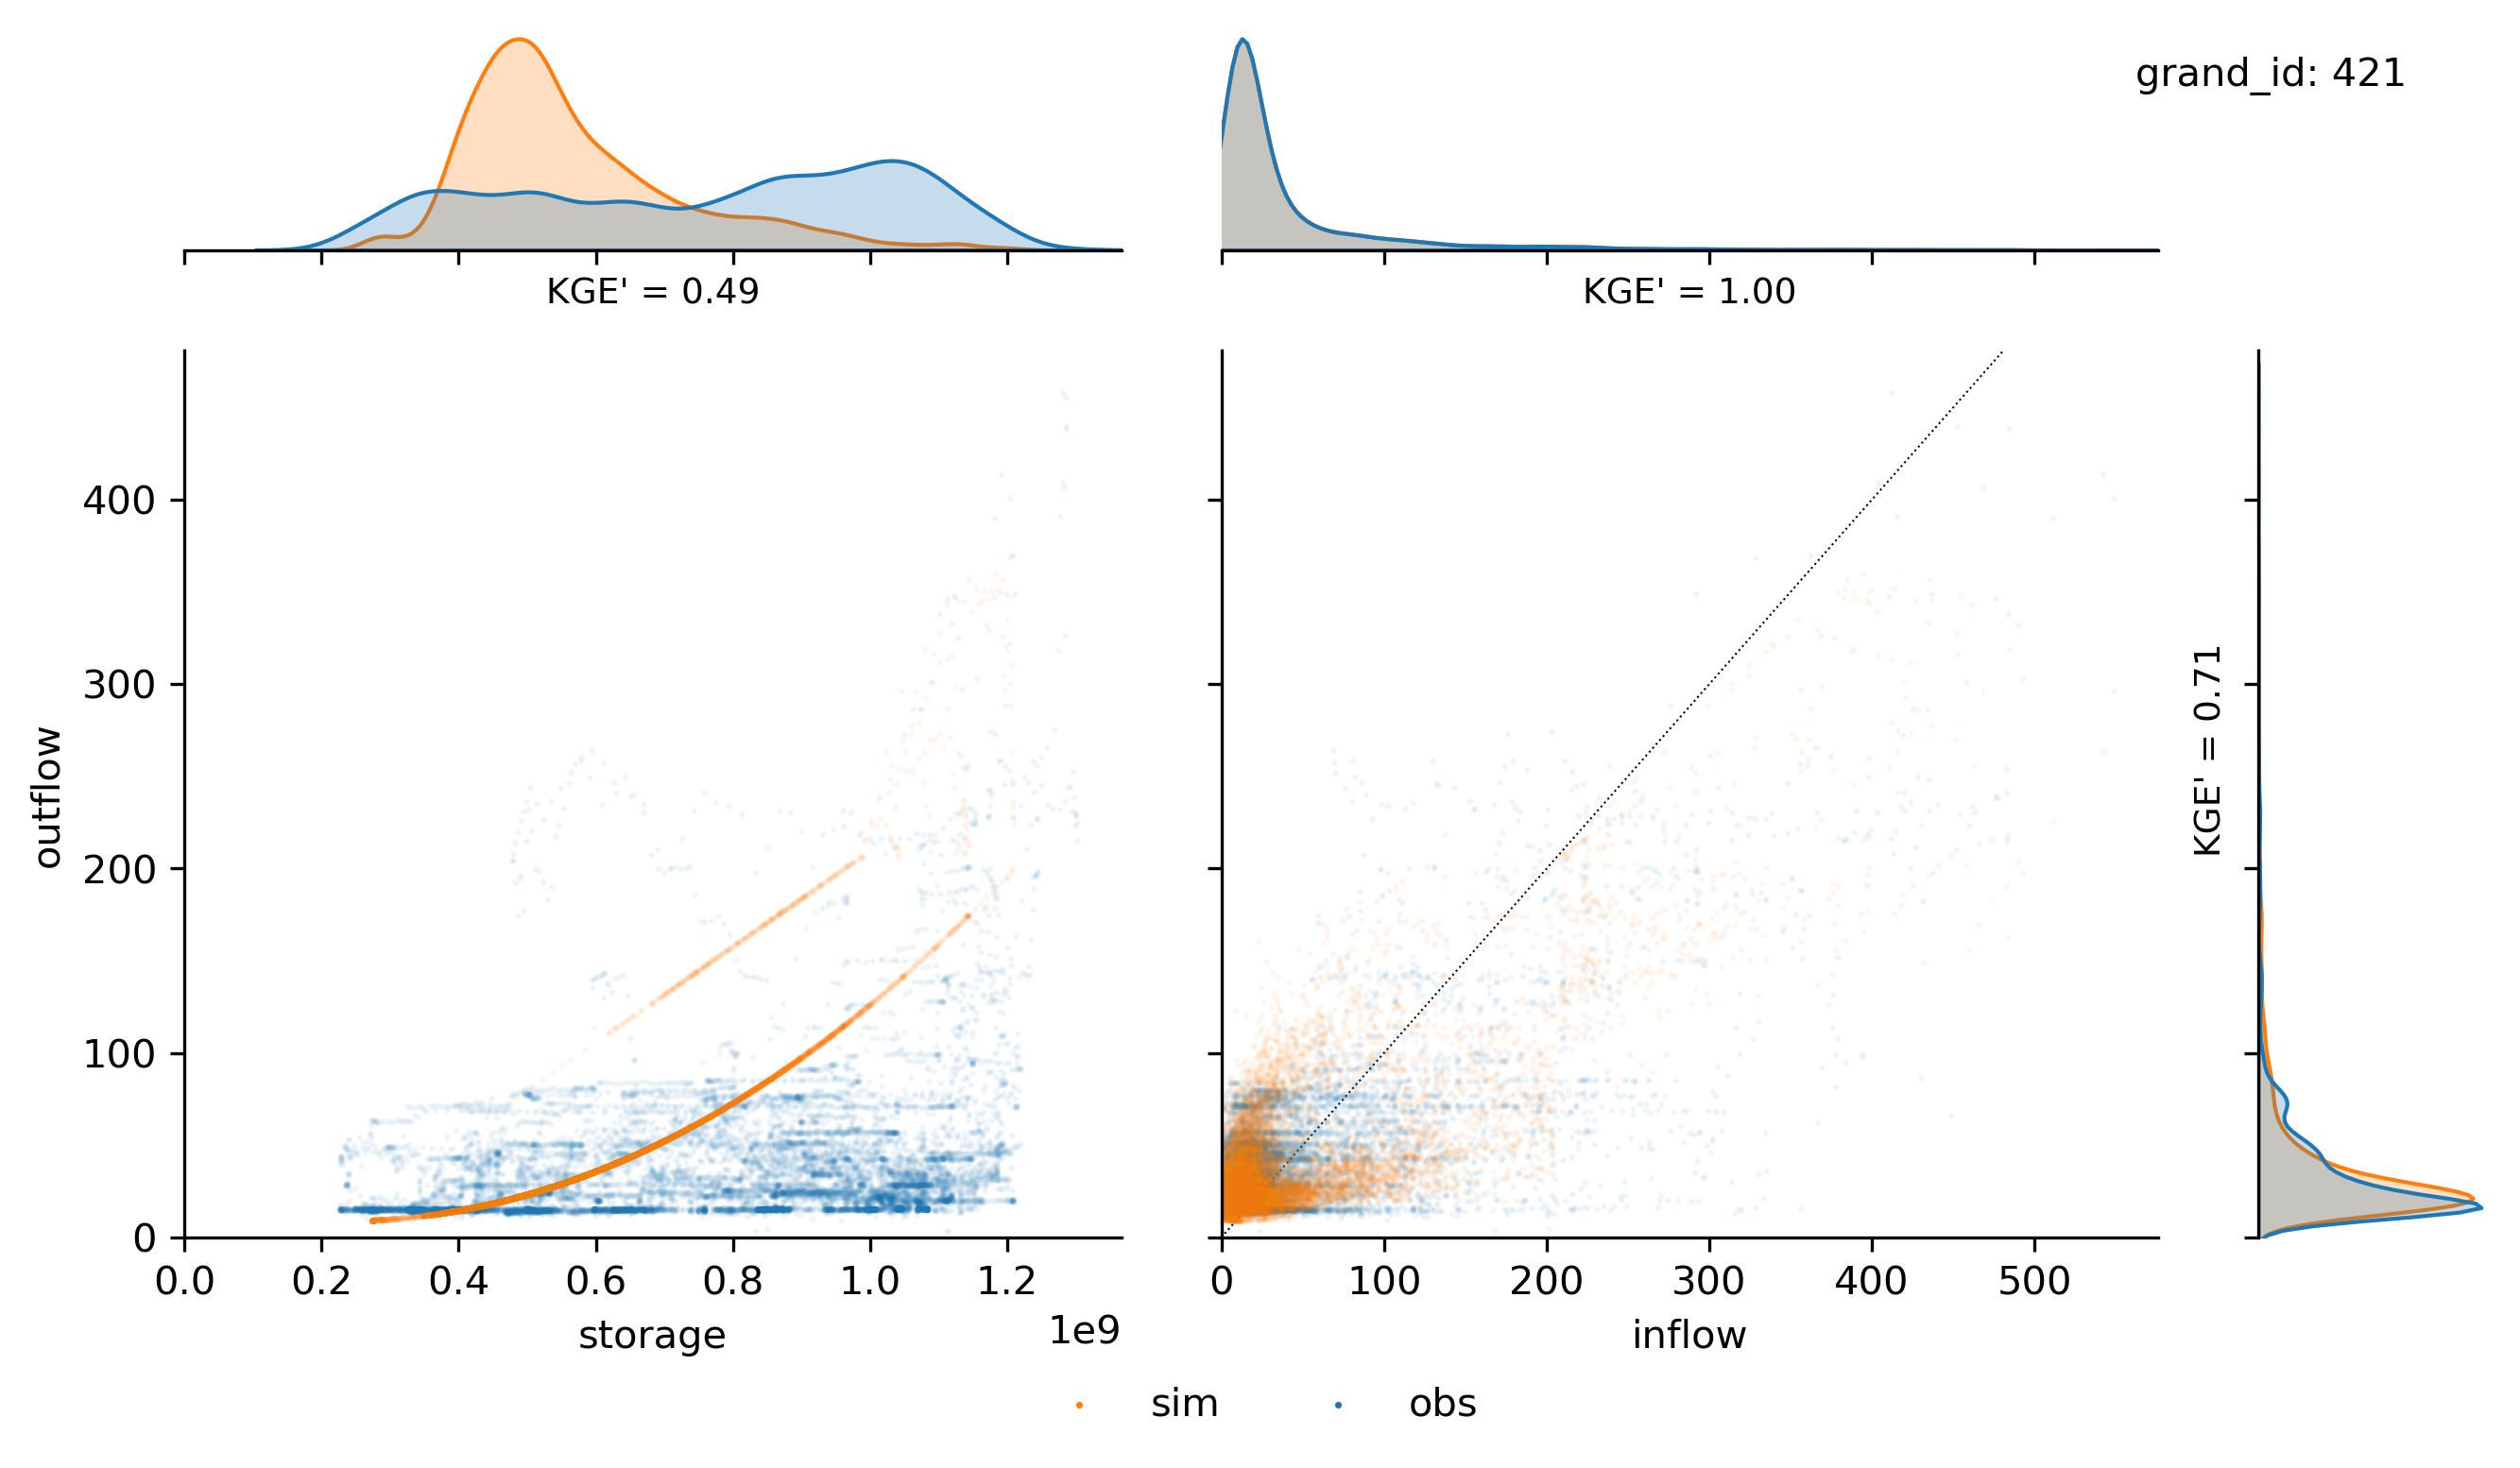 grand_id: 421
KGE' = 0.49
KGE' = 1.00
outflow
400
300
200
100
0
0.0 0.2 0.4 0.6 0.8 1.0 1.2
storage
1e9
0 100 200 300 400 500
inflow
KGE' = 0.71
sim obs